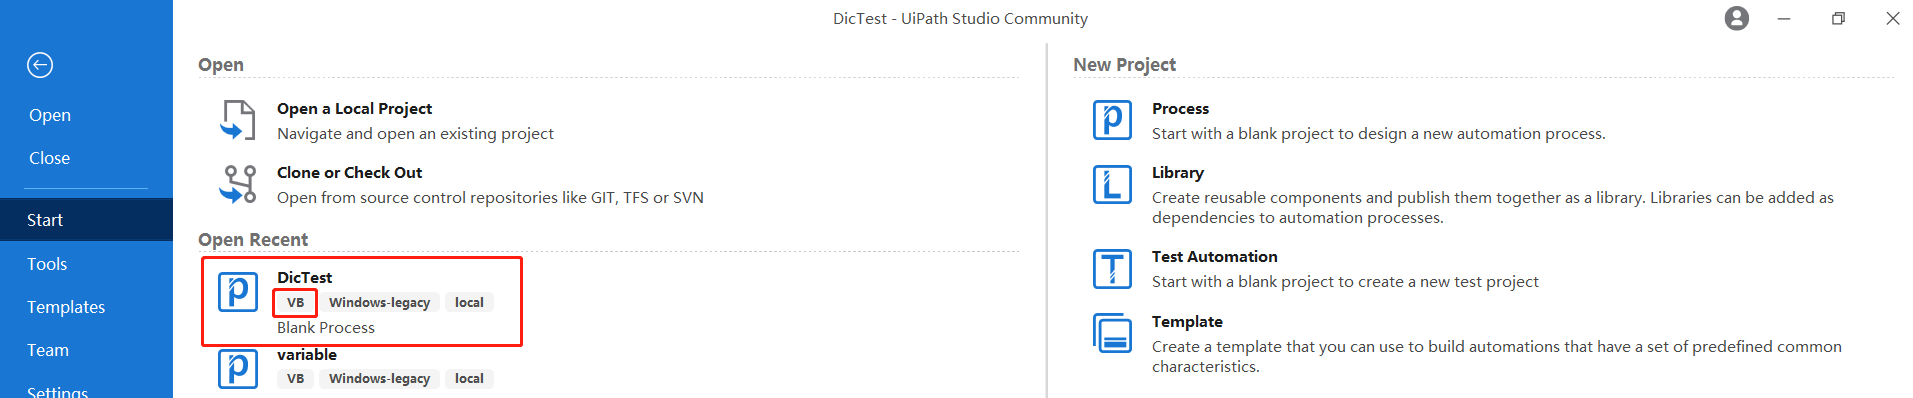 DicTest - UiPath Studio Community
Open
Close
Start
Tools
Templates
Team
Settings
Open
Open a Local Project
Navigate and open an existing project
Clone or Check Out
Open from source control repositories like GIT, TFS or SVN
Open Recent
DicTest
VB Windows-legacy local
Blank Process
variable
VB Windows-legacy local
New Project
Process
Start with a blank project to design a new automation process.
Library
Create reusable components and publish them together as a library. Libraries can be added as
dependencies to automation processes.
Test Automation
Start with a blank project to create a new test project
Template
Create a template that you can use to build automations that have a set of predefined common
characteristics.